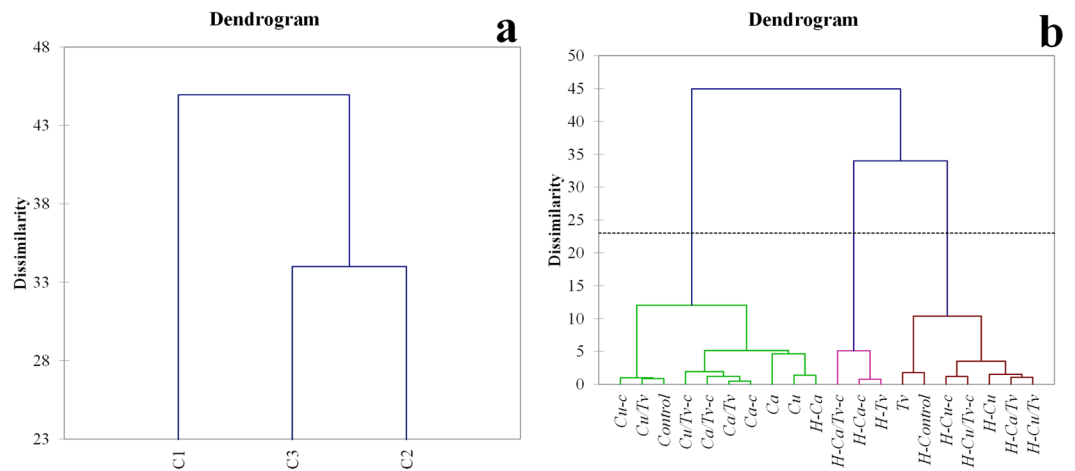 Dendrogram
a
48
43
38
33
28
23
Dissimilarity
C1
C3
C2
Dendrogram
b
50
45
40
35
30
25
20
15
10
5
0
Dissimilarity
Cu-c
Cu/Tv
Control
Cu/Tv-c
Ca/Tv-c
Ca/Tv
Ca-c
Ca
Cu
H-Ca
H-Ca/Tv-c
H-Ca-c
H-Tv
Tv
H-Control
H-Cu-c
H-Cu/Tv-c
H-Cu
H-Ca/Tv
H-Cu/Tv